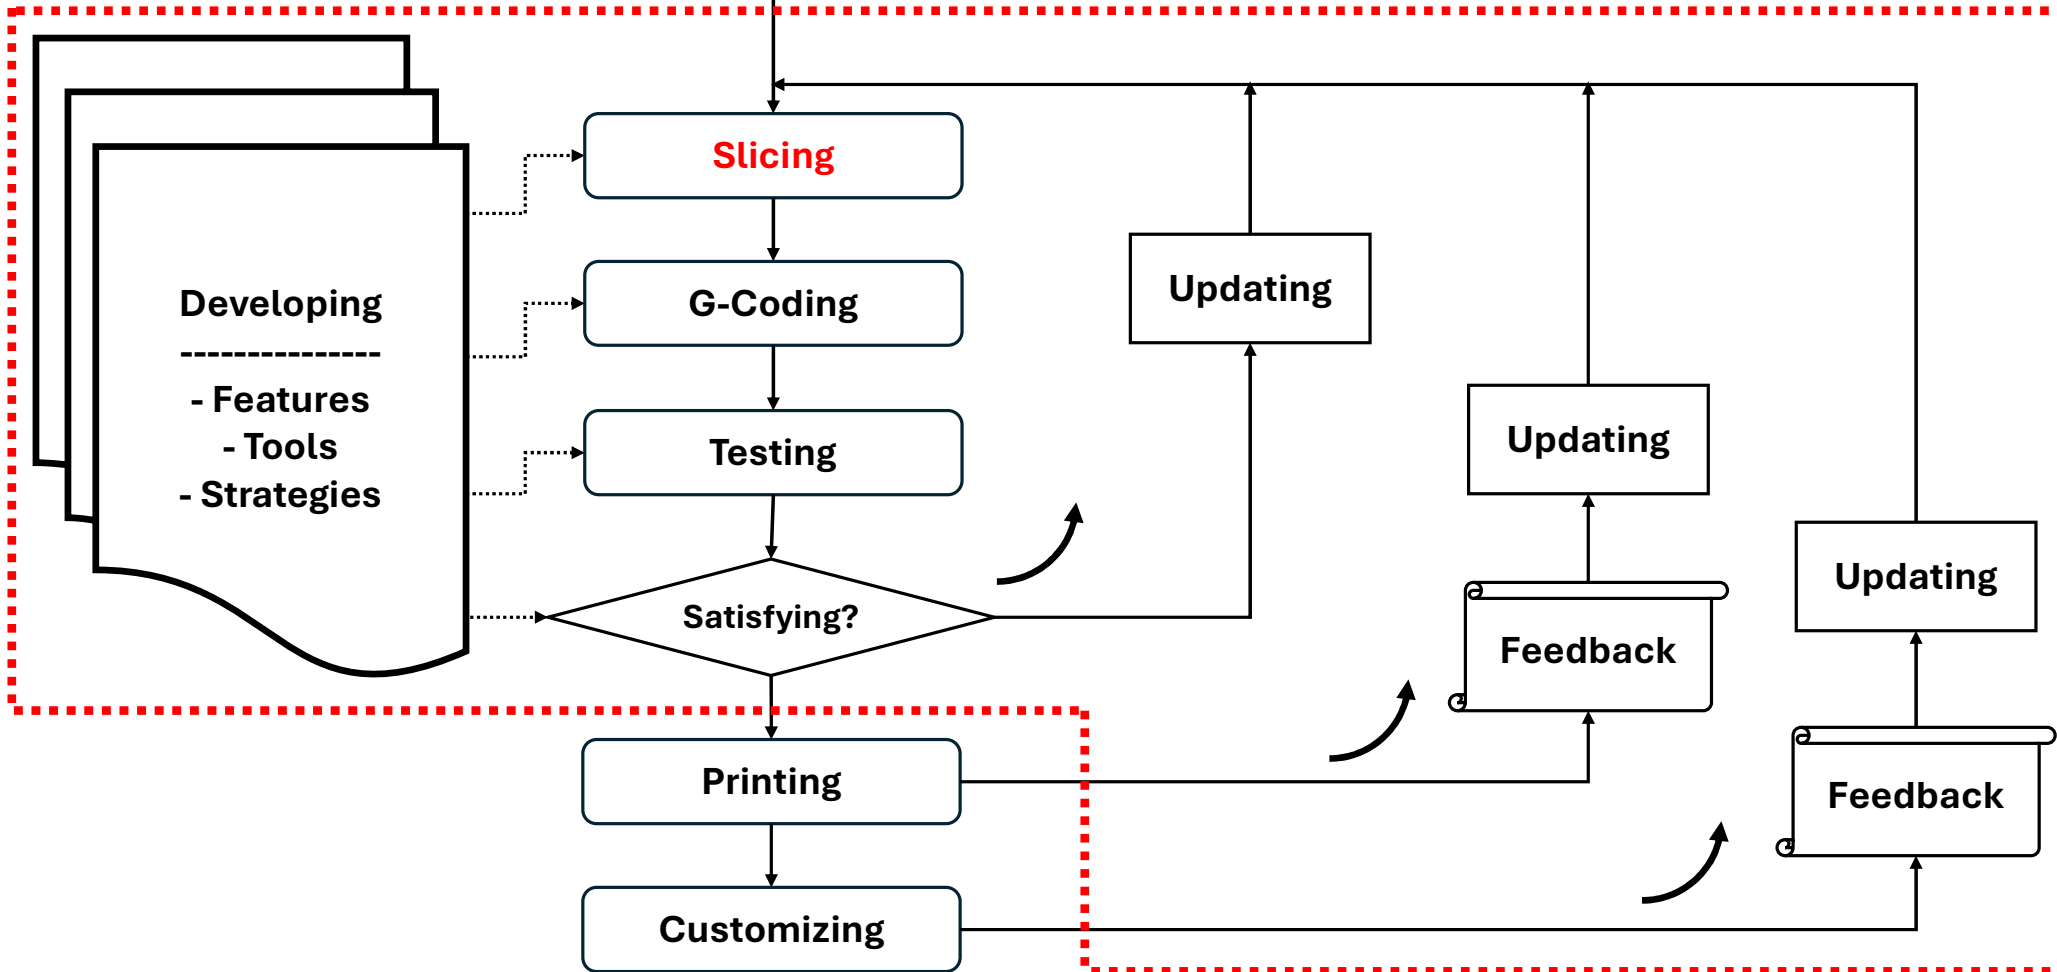 Developing
---------------
- Features
- Tools
- Strategies
Slicing
G-Coding
Testing
Satisfying?
Printing
Customizing
Updating
Updating
Feedback
Updating
Feedback